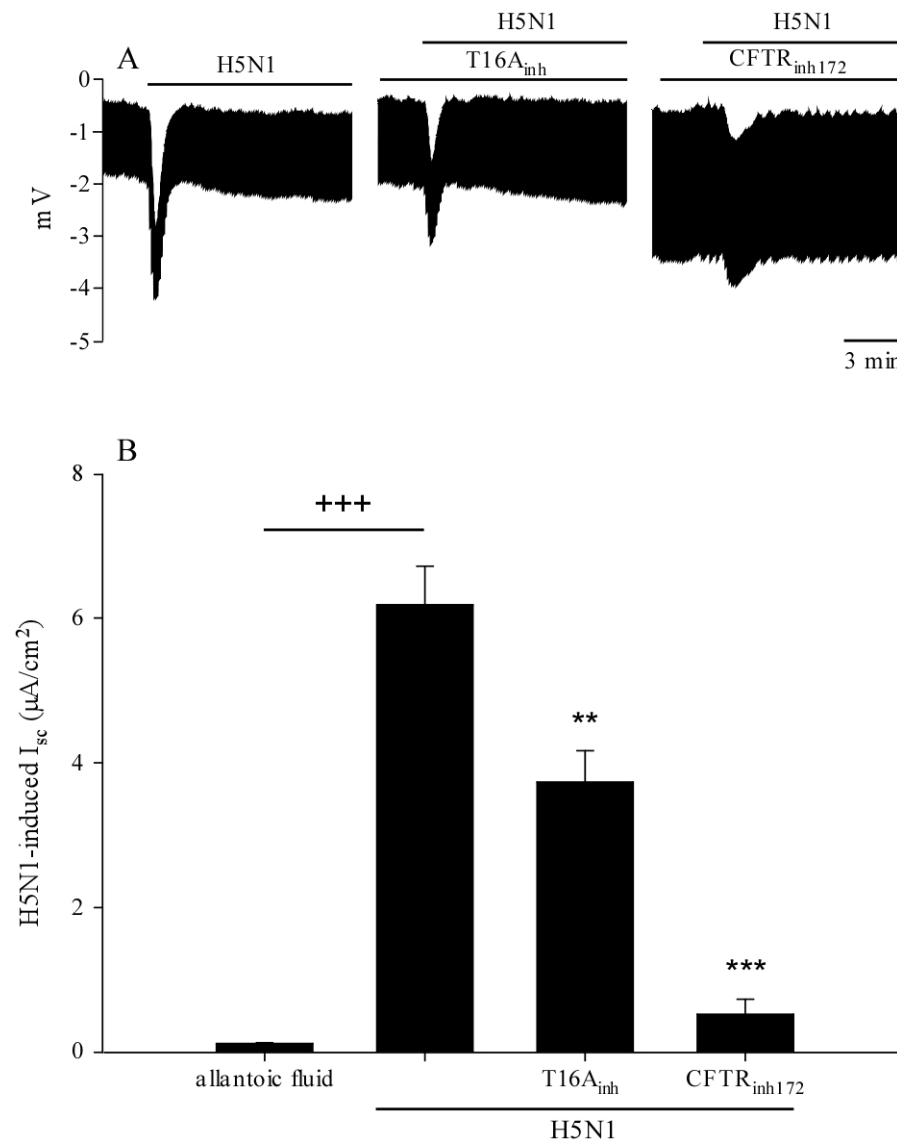 H5N1
H5N1
A
H5N1
T16Ainh
CFTRinh172
0
-1
-2
-3
-4
-5
mV
3 min
B
8
6
4
2
0
H5N1-induced Isc (µA/cm²)
+++
**
***
allantoic fluid
T16Ainh
CFTRinh172
H5N1